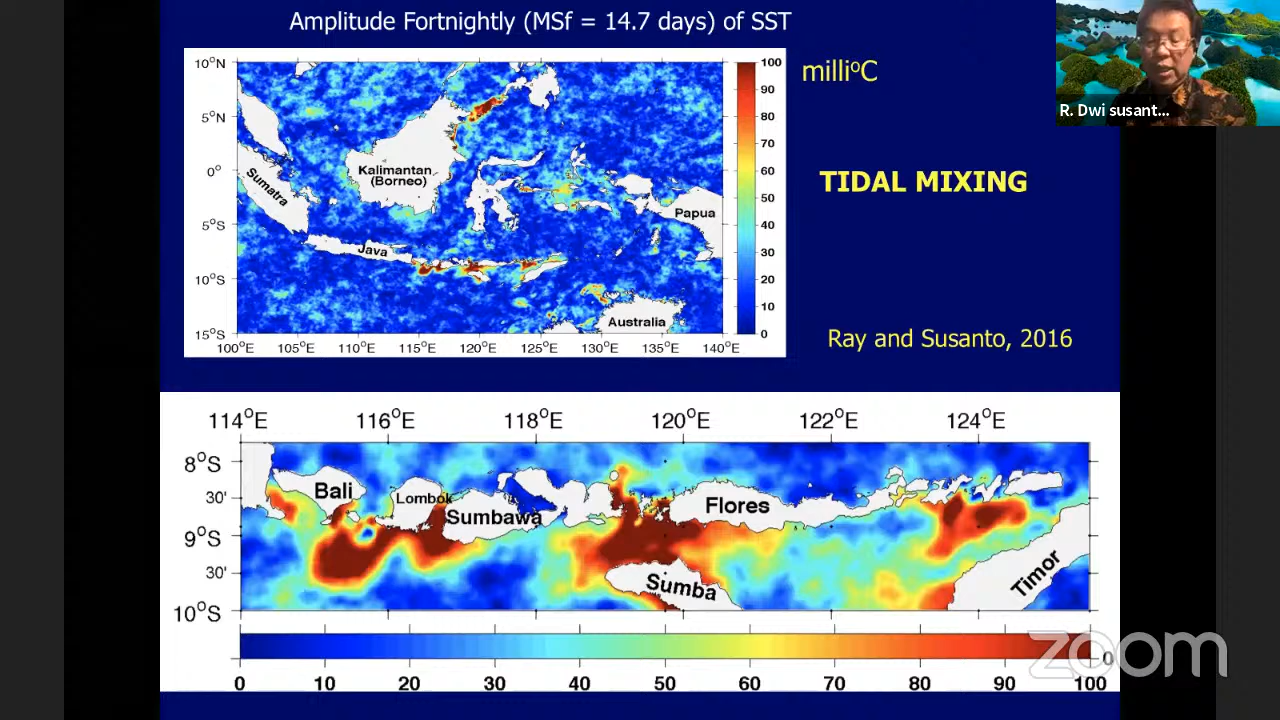 Amplitude Fortnightly (MSf = 14.7 days) of SST
milli°C
R. Dwi susant...
TIDAL MIXING
Ray and Susanto, 2016
10°N
5°N
0°
5°S
10°S
15°S
100°E 105°E 110°E 115°E 120°E 125°E 130°E 135°E 140°E
Sumatra
Kalimantan
(Borneo)
Java
Papua
Australia
100
90
80
70
60
50
40
30
20
10
0
114°E 116°E 118°E 120°E 122°E 124°E
8°S
30'
9°S
30'
10°S
Bali
Lombok
Sumbawa
Flores
Sumba
Timor
0
0 10 20 30 40 50 60 70 80 90 100
zoom